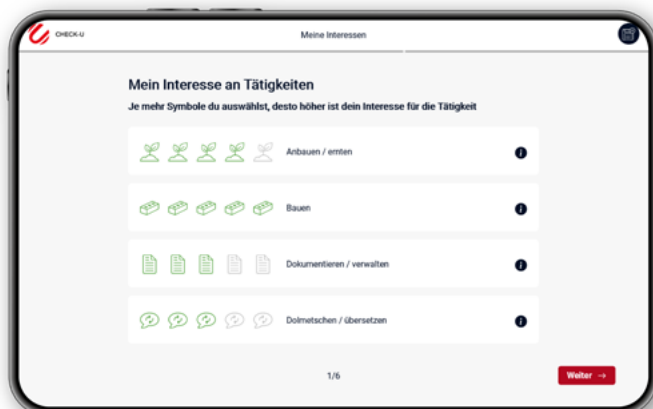 CHECK-U
Meine Interessen
Mein Interesse an Tätigkeiten
Je mehr Symbole du auswählst, desto höher ist dein Interesse für die Tätigkeit
Anbauen / ernten
Bauen
Dokumentieren / verwalten
Dolmetschen / übersetzen
1/6
Weiter →